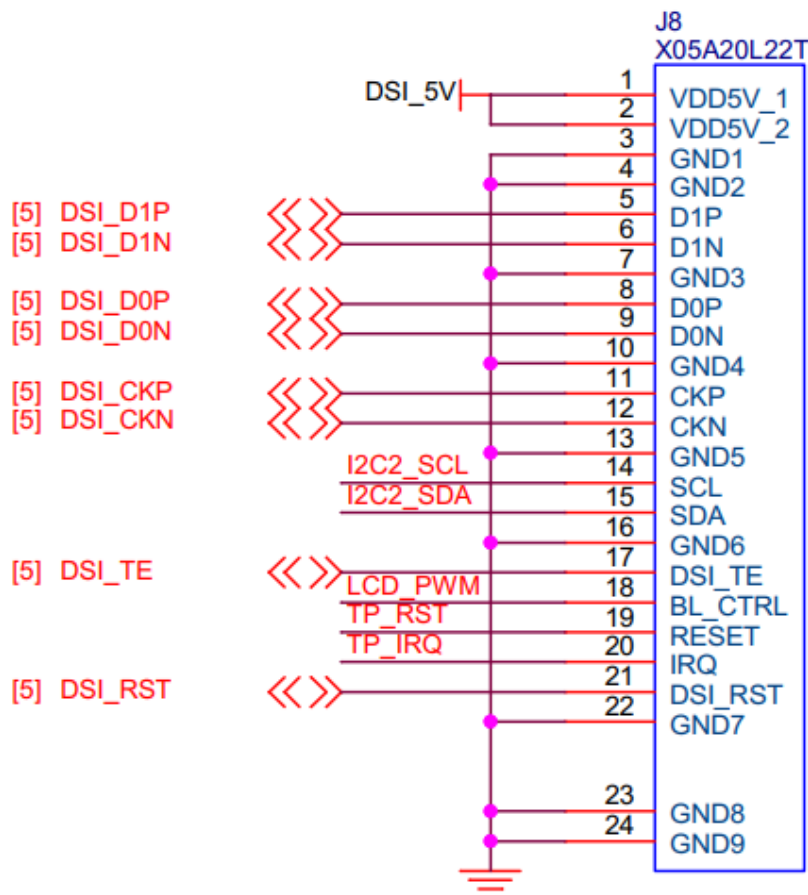 J8
X05A20L22T
DSI_5V
1 VDD5V_1
2 VDD5V_2
3 GND1
4 GND2
[5] DSI_D1P 5 D1P
[5] DSI_D1N 6 D1N
7 GND3
[5] DSI_D0P 8 D0P
[5] DSI_D0N 9 D0N
10 GND4
[5] DSI_CKP 11 CKP
[5] DSI_CKN 12 CKN
13 GND5
I2C2_SCL 14 SCL
I2C2_SDA 15 SDA
16 GND6
[5] DSI_TE 17 DSI_TE
LCD_PWM 18 BL_CTRL
TP_RST 19 RESET
TP_IRQ 20 IRQ
[5] DSI_RST 21 DSI_RST
22 GND7
23 GND8
24 GND9